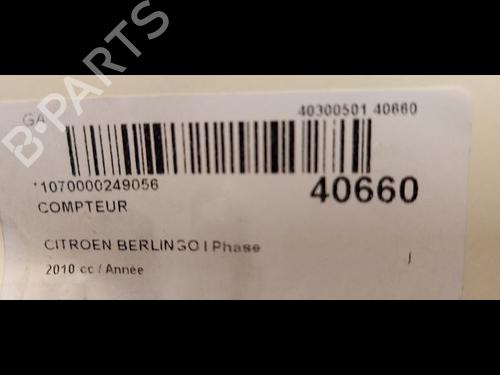 B-PARTS
GA
40300501 40660
*1070000249056
40660
COMPTEUR
CITROEN BERLINGO I Phase
2010 cc / Année